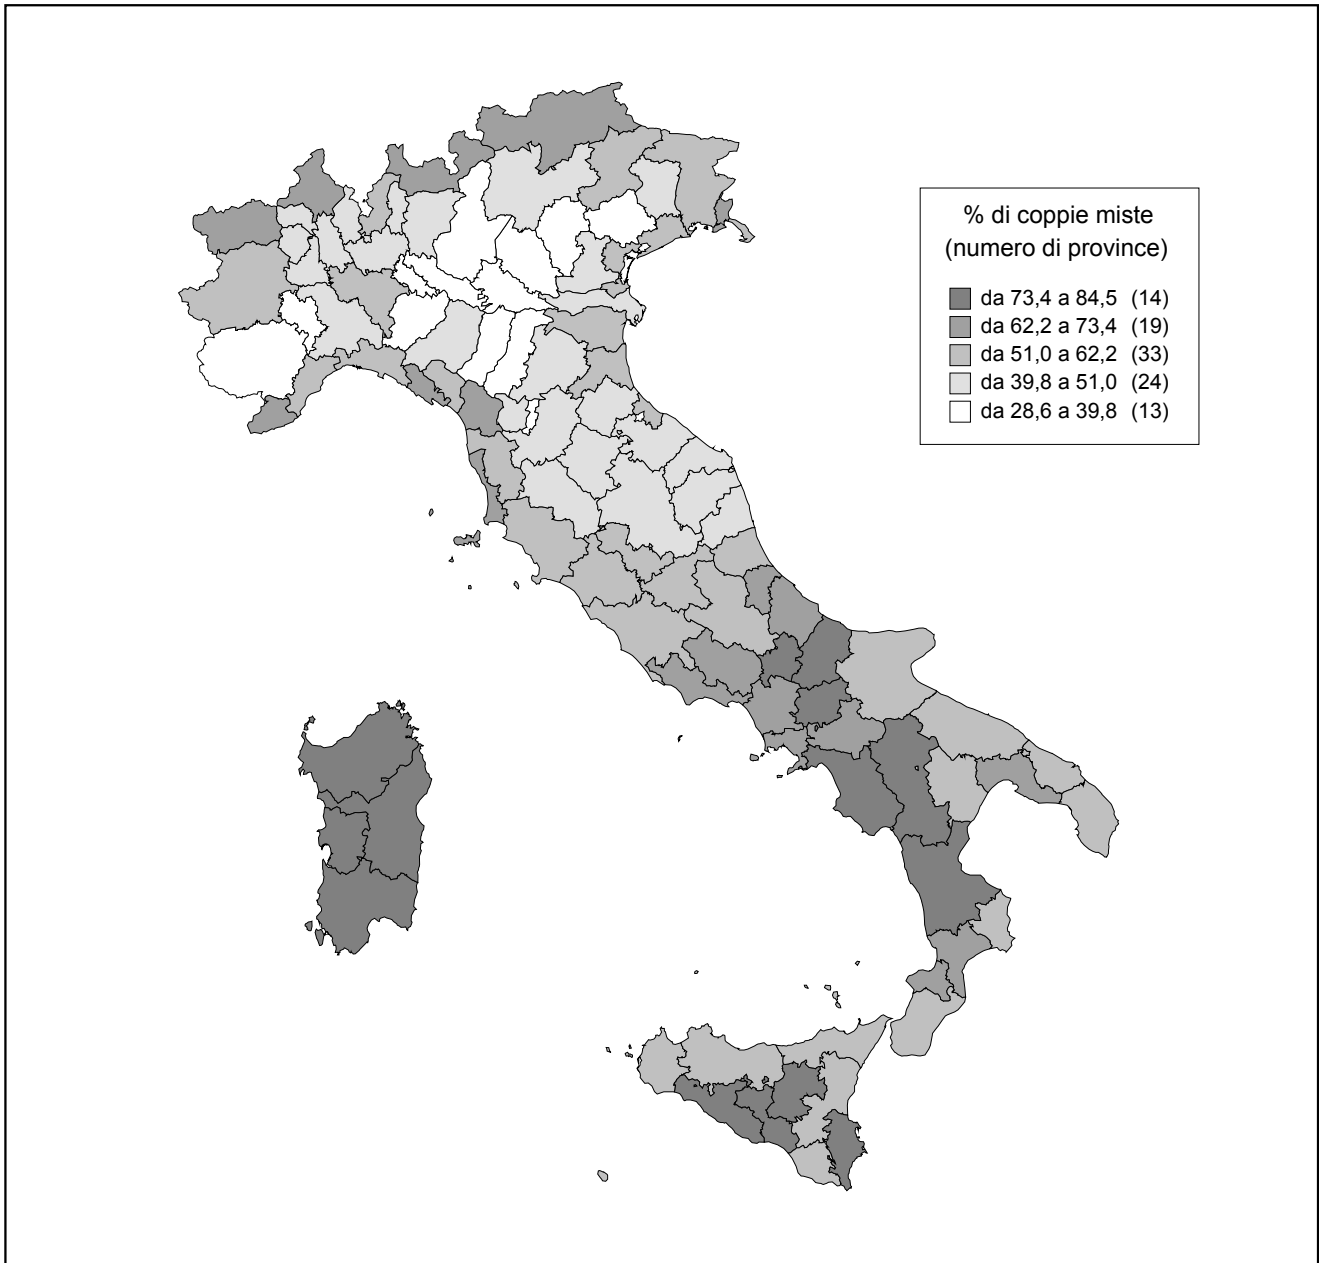 % di coppie miste
(numero di province)
da 73,4 a 84,5 (14)
da 62,2 a 73,4 (19)
da 51,0 a 62,2 (33)
da 39,8 a 51,0 (24)
da 28,6 a 39,8 (13)